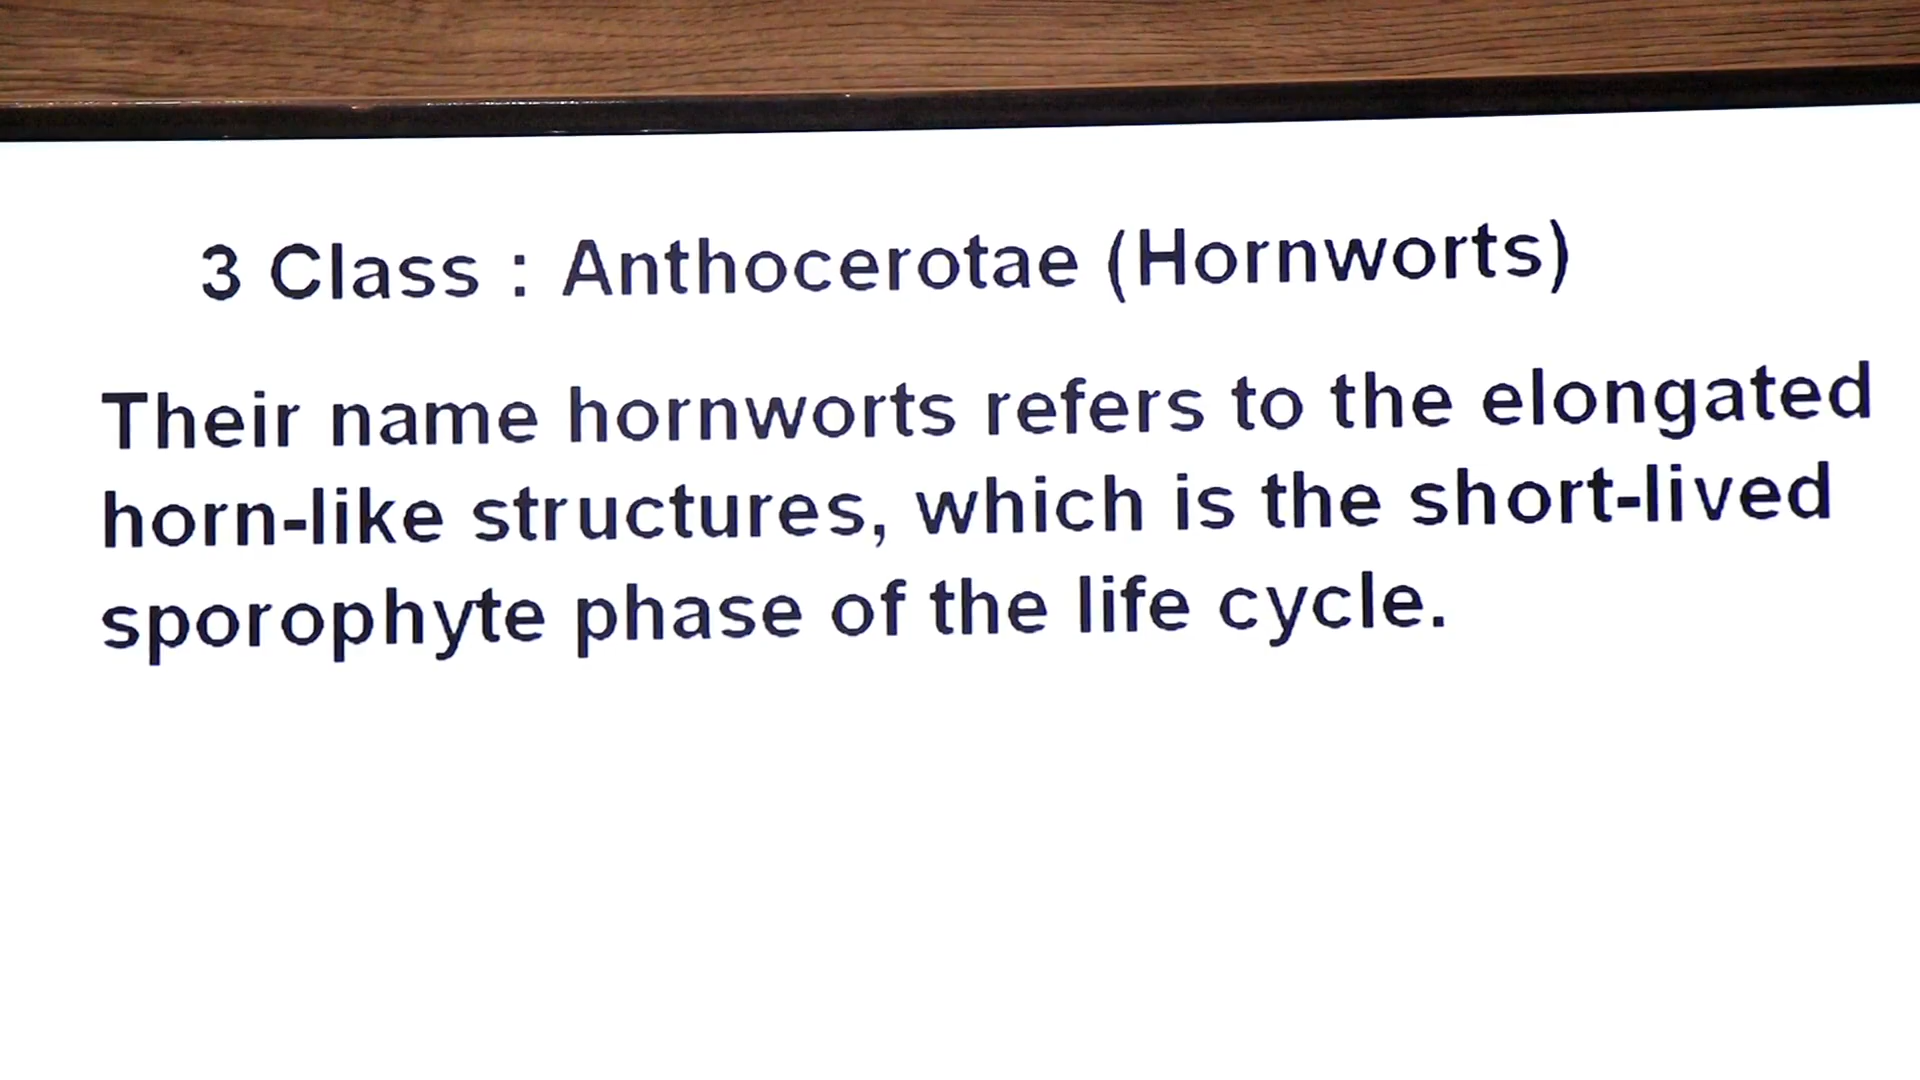 3 Class : Anthocerotae (Hornworts)
Their name hornworts refers to the elongated
horn-like structures, which is the short-lived
sporophyte phase of the life cycle.